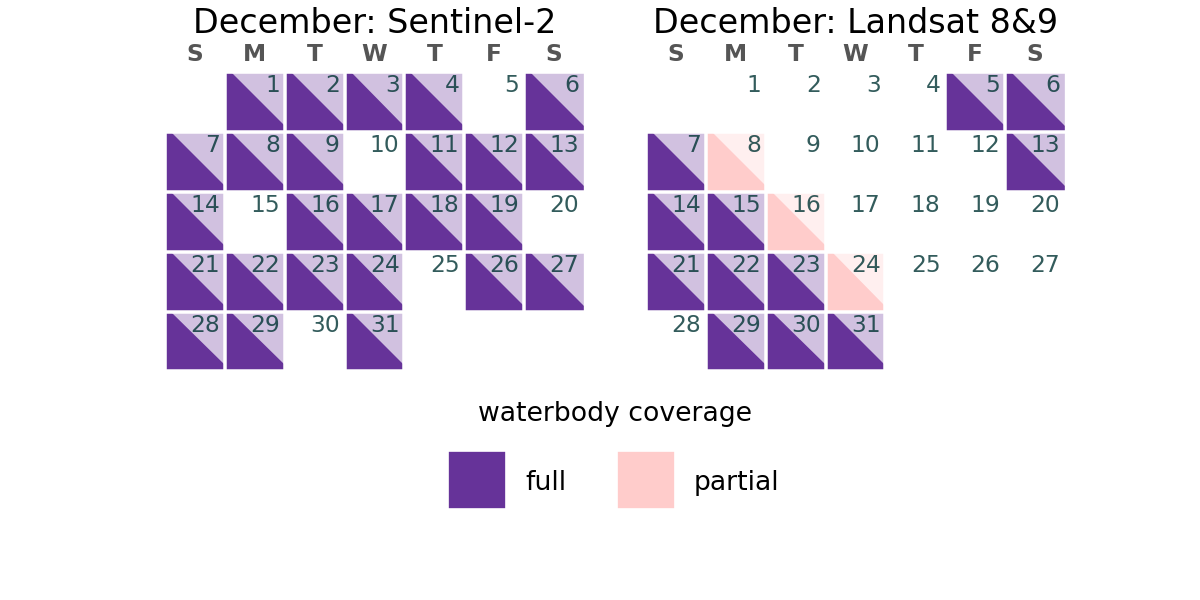 December: Sentinel-2
S M T W T F S
1 2 3 4 5 6
7 8 9 10 11 12 13
14 15 16 17 18 19 20
21 22 23 24 25 26 27
28 29 30 31
December: Landsat 8&9
S M T W T F S
1 2 3 4 5 6
7 8 9 10 11 12 13
14 15 16 17 18 19 20
21 22 23 24 25 26 27
28 29 30 31
waterbody coverage
full partial